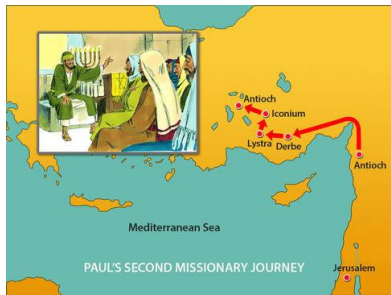 Antioch
Iconium
Lystra
Derbe
Antioch
Mediterranean Sea
PAUL'S SECOND MISSIONARY JOURNEY
Jerusalem